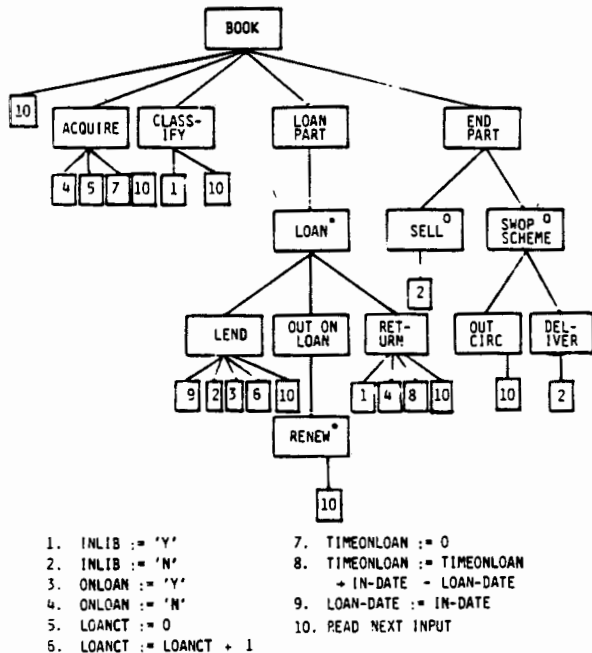 BOOK
10
ACQUIRE
CLASS-
IFY
LOAN
PART
END
PART
4 5 7 10 1 10
LOAN*
SELL O
SWOP O
SCHEME
2
LEND
OUT ON
LOAN
RET-
URN
OUT
CIRC
DEL-
IVER
9 2 3 6 10 1 4 8 10 10 2
RENEW*
10
1. INLIB := 'Y'
2. INLIB := 'N'
3. ONLOAN := 'Y'
4. ONLOAN := 'N'
5. LOANCT := 0
6. LOANCT := LOANCT + 1
7. TIMEONLOAN := 0
8. TIMEONLOAN := TIMEONLOAN
+ IN-DATE - LOAN-DATE
9. LOAN-DATE := IN-DATE
10. READ NEXT INPUT